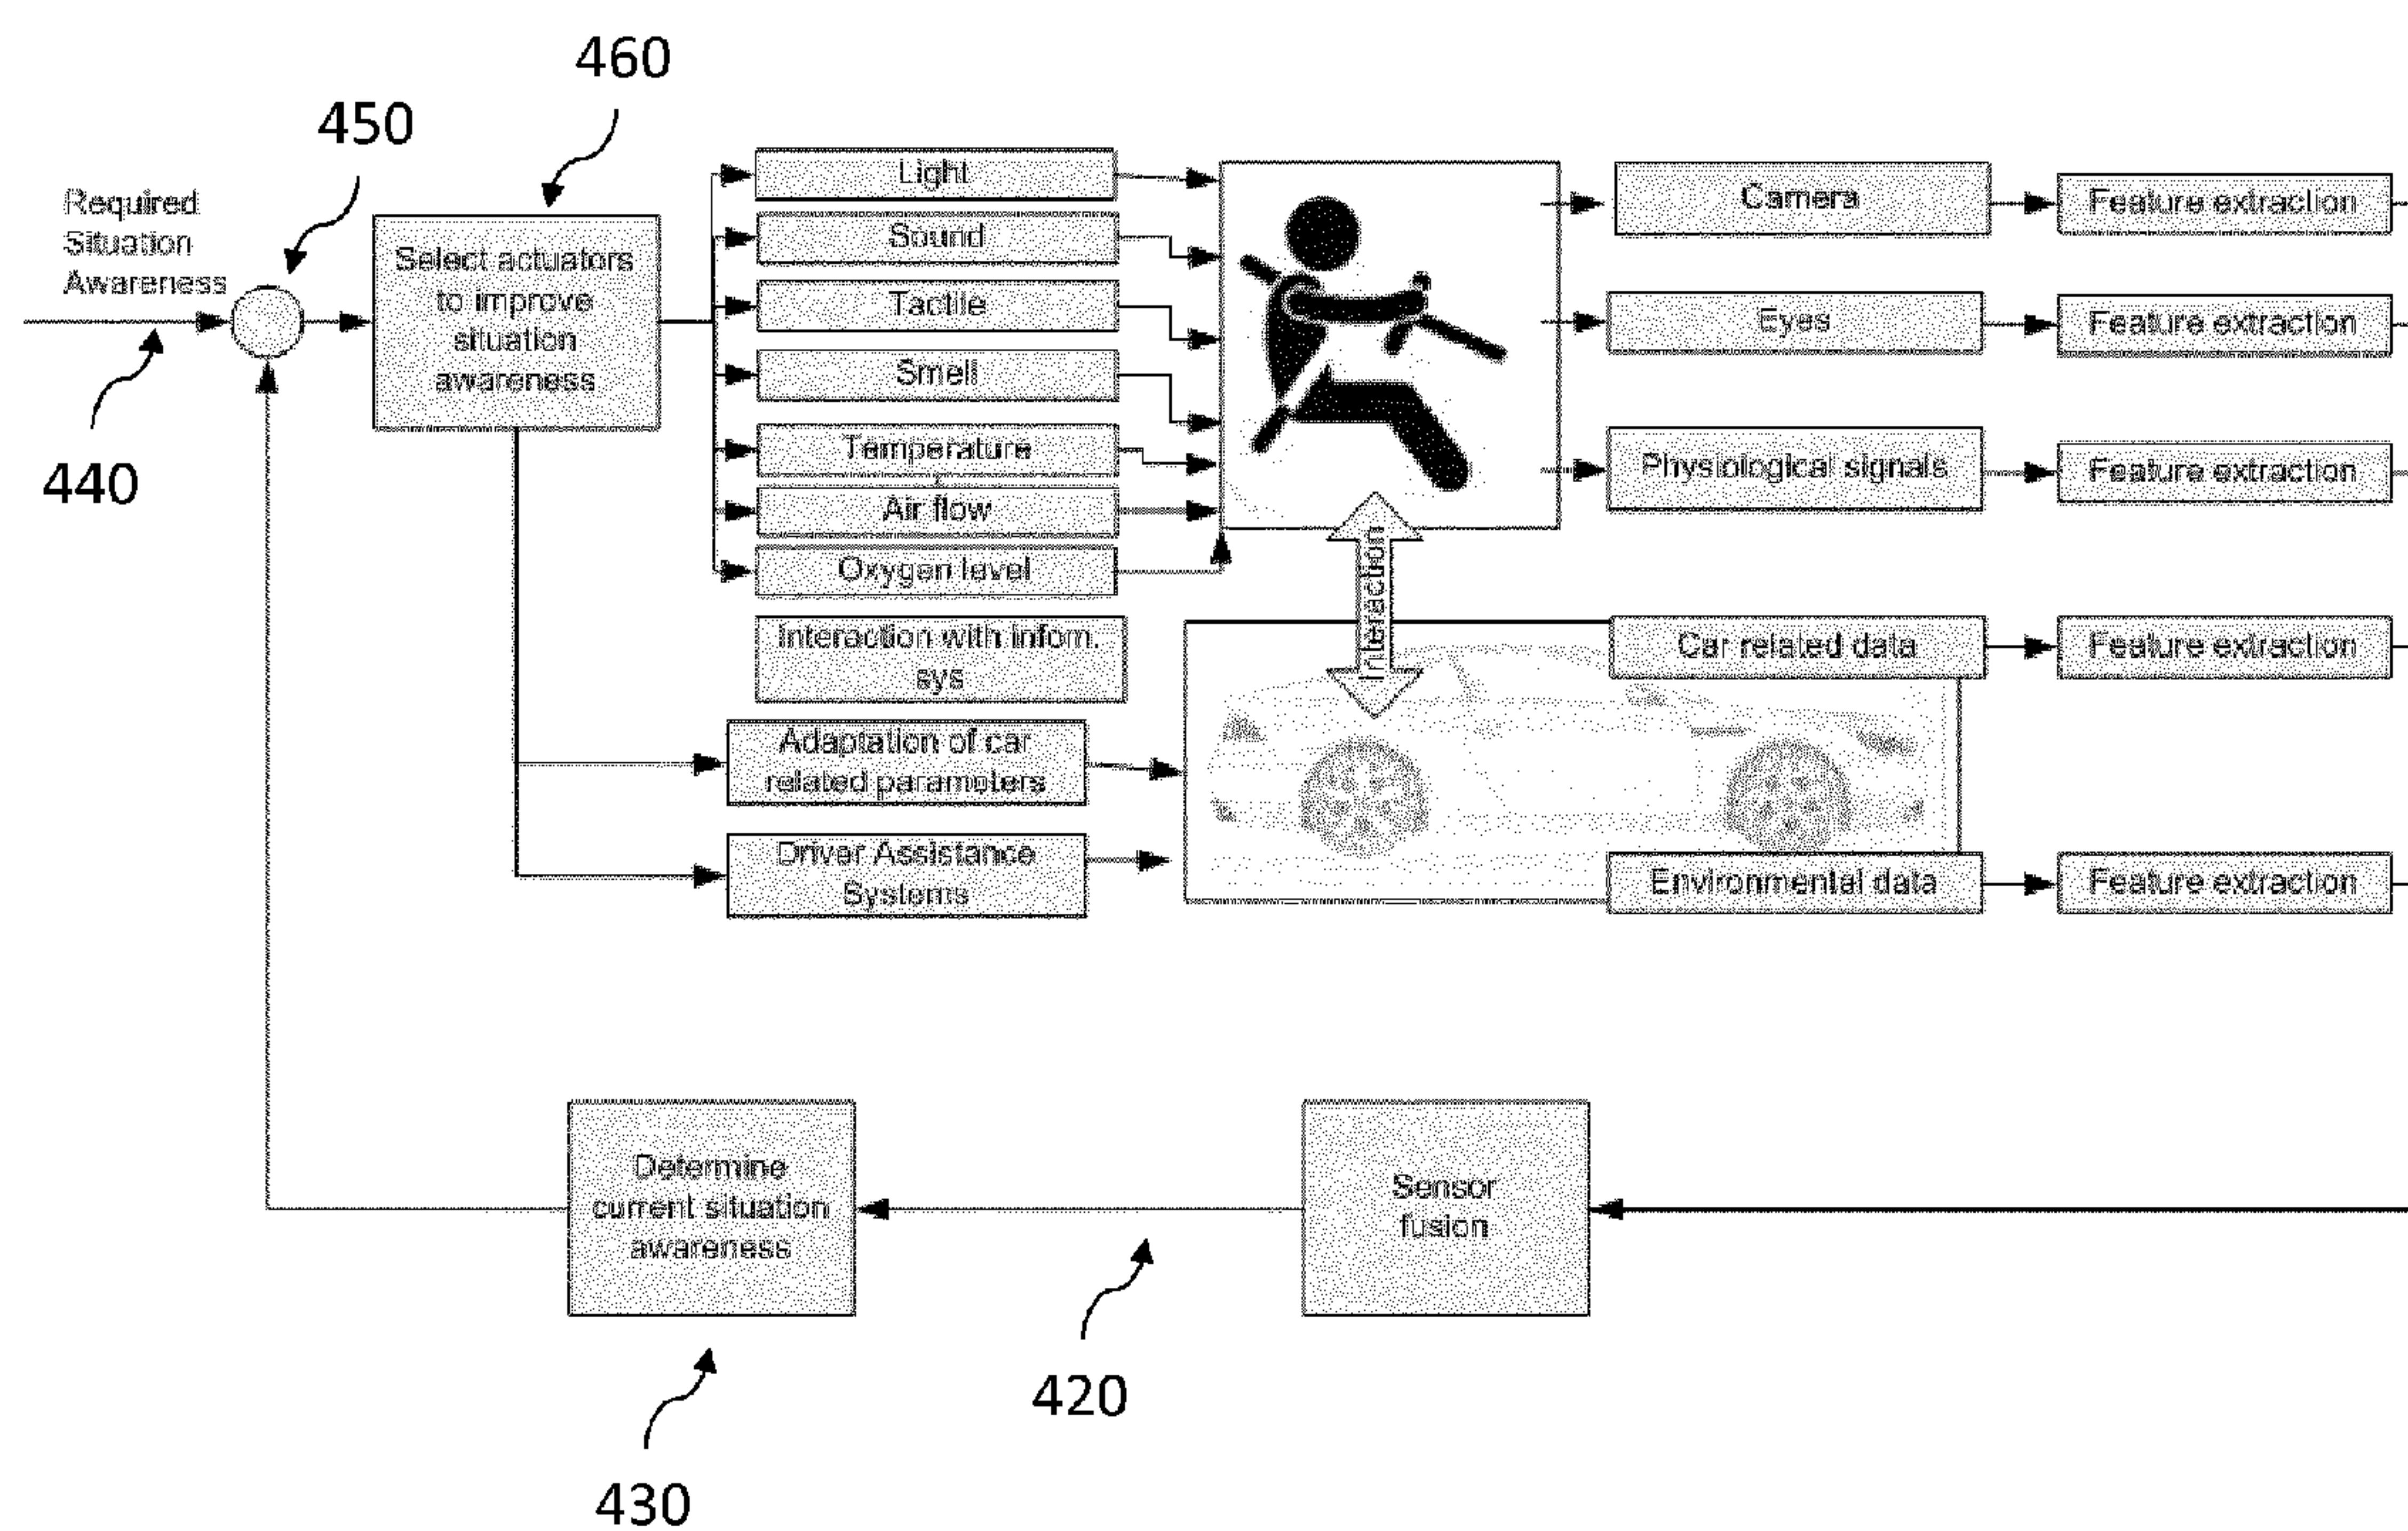 460
450
Required
Situation
Awareness
440
Select actuators
to improve
situation
awareness
Light
Sound
Tactile
Smell
Temperature
Air flow
Oxygen level
Interaction with infom.
sys
Adaptation of car
related parameters
Driver Assistance
Systems
Interaction
Camera
Eyes
Physiological signals
Car related data
Environmental data
Feature extraction
Feature extraction
Feature extraction
Feature extraction
Feature extraction
Determine
current situation
awareness
Sensor
fusion
420
430